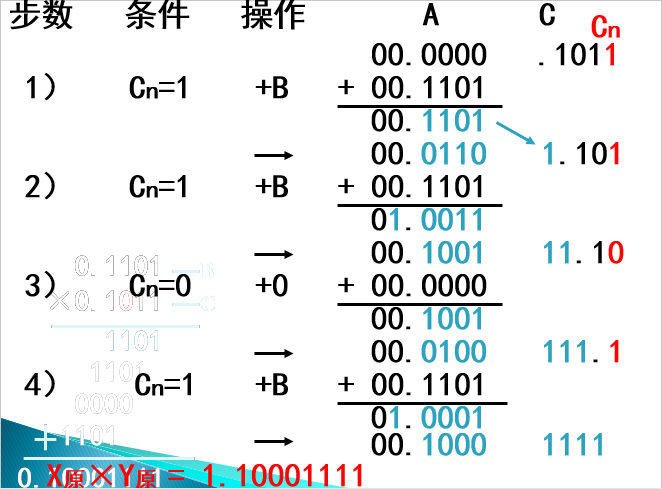 步数 条件 操作 A C
Cn
00.0000 .1011
1) Cn=1 +B + 00.1101
00.1101
→ 00.0110 1.101
2) Cn=1 +B + 00.1101
01.0011
→ 00.1001 11.10
0.1101 B
3) Cn=0 +0 + 00.0000
×0.1011 C
00.1001
1101
→ 00.0100 111.1
1101
4) Cn=1 +B + 00.1101
0000
01.0001
+1101
→ 00.1000 1111
X原×Y原 = 1.10001111